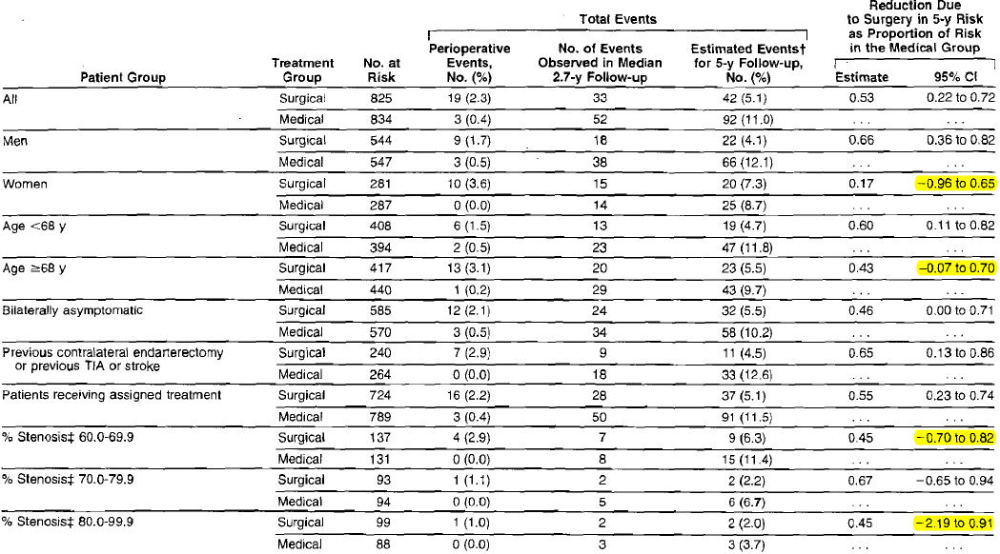 Total Events
Reduction Due
to Surgery in 5-y Risk
as Proportion of Risk
in the Medical Group
Patient Group Treatment Group No. at Risk Perioperative Events, No. (%) No. of Events Observed in Median 2.7-y Follow-up Estimated Events† for 5-y Follow-up, No. (%) Estimate 95% CI
All Surgical 825 19 (2.3) 33 42 (5.1) 0.53 0.22 to 0.72
Medical 834 3 (0.4) 52 92 (11.0) . . . . . .
Men Surgical 544 9 (1.7) 18 22 (4.1) 0.66 0.36 to 0.82
Medical 547 3 (0.5) 38 66 (12.1) . . . . . .
Women Surgical 281 10 (3.6) 15 20 (7.3) 0.17 −0.96 to 0.65
Medical 287 0 (0.0) 14 25 (8.7) . . . . . .
Age <68 y Surgical 408 6 (1.5) 13 19 (4.7) 0.60 0.11 to 0.82
Medical 394 2 (0.5) 23 47 (11.8) . . . . . .
Age ≥68 y Surgical 417 13 (3.1) 20 23 (5.5) 0.43 −0.07 to 0.70
Medical 440 1 (0.2) 29 43 (9.7) . . . . . .
Bilaterally asymptomatic Surgical 585 12 (2.1) 24 32 (5.5) 0.46 0.00 to 0.71
Medical 570 3 (0.5) 34 58 (10.2) . . . . . .
Previous contralateral endarterectomy Surgical 240 7 (2.9) 9 11 (4.5) 0.65 0.13 to 0.86
or previous TIA or stroke Medical 264 0 (0.0) 18 33 (12.6) . . . . . .
Patients receiving assigned treatment Surgical 724 16 (2.2) 28 37 (5.1) 0.55 0.23 to 0.74
Medical 789 3 (0.4) 50 91 (11.5) . . . . . .
% Stenosis‡ 60.0-69.9 Surgical 137 4 (2.9) 7 9 (6.3) 0.45 −0.70 to 0.82
Medical 131 0 (0.0) 8 15 (11.4) . . . . . .
% Stenosis‡ 70.0-79.9 Surgical 93 1 (1.1) 2 2 (2.2) 0.67 −0.65 to 0.94
Medical 94 0 (0.0) 5 6 (6.7) . . . . . .
% Stenosis‡ 80.0-99.9 Surgical 99 1 (1.0) 2 2 (2.0) 0.45 −2.19 to 0.91
Medical 88 0 (0.0) 3 3 (3.7) . . . . . .